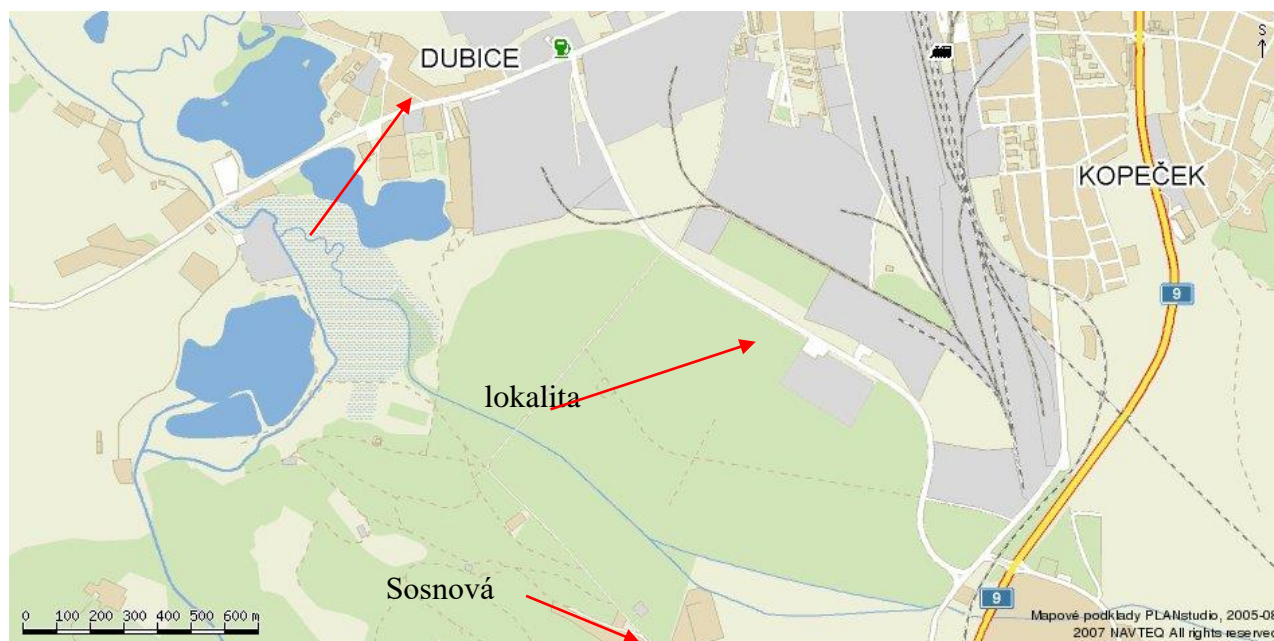 S
DUBICE
KOPEČEK
9
lokalita
Sosnová
9
0 100 200 300 400 500 600 m
Mapové podklady PLANstudio, 2005-08
2007 NAVTEQ All rights reserved